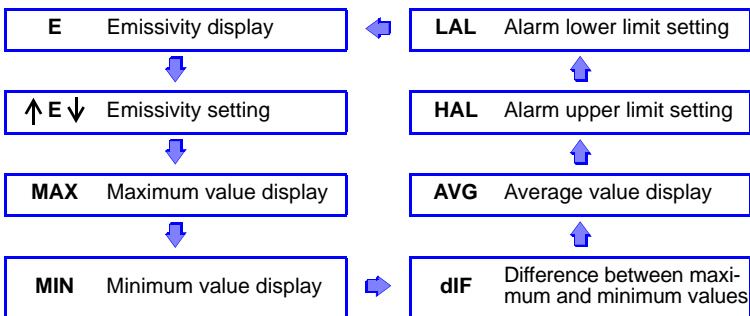 E Emissivity display
LAL Alarm lower limit setting
↑ E ↓ Emissivity setting
HAL Alarm upper limit setting
MAX Maximum value display
AVG Average value display
MIN Minimum value display
dIF Difference between maxi-
mum and minimum values